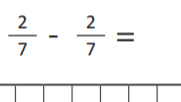 2/7 - 2/7 =